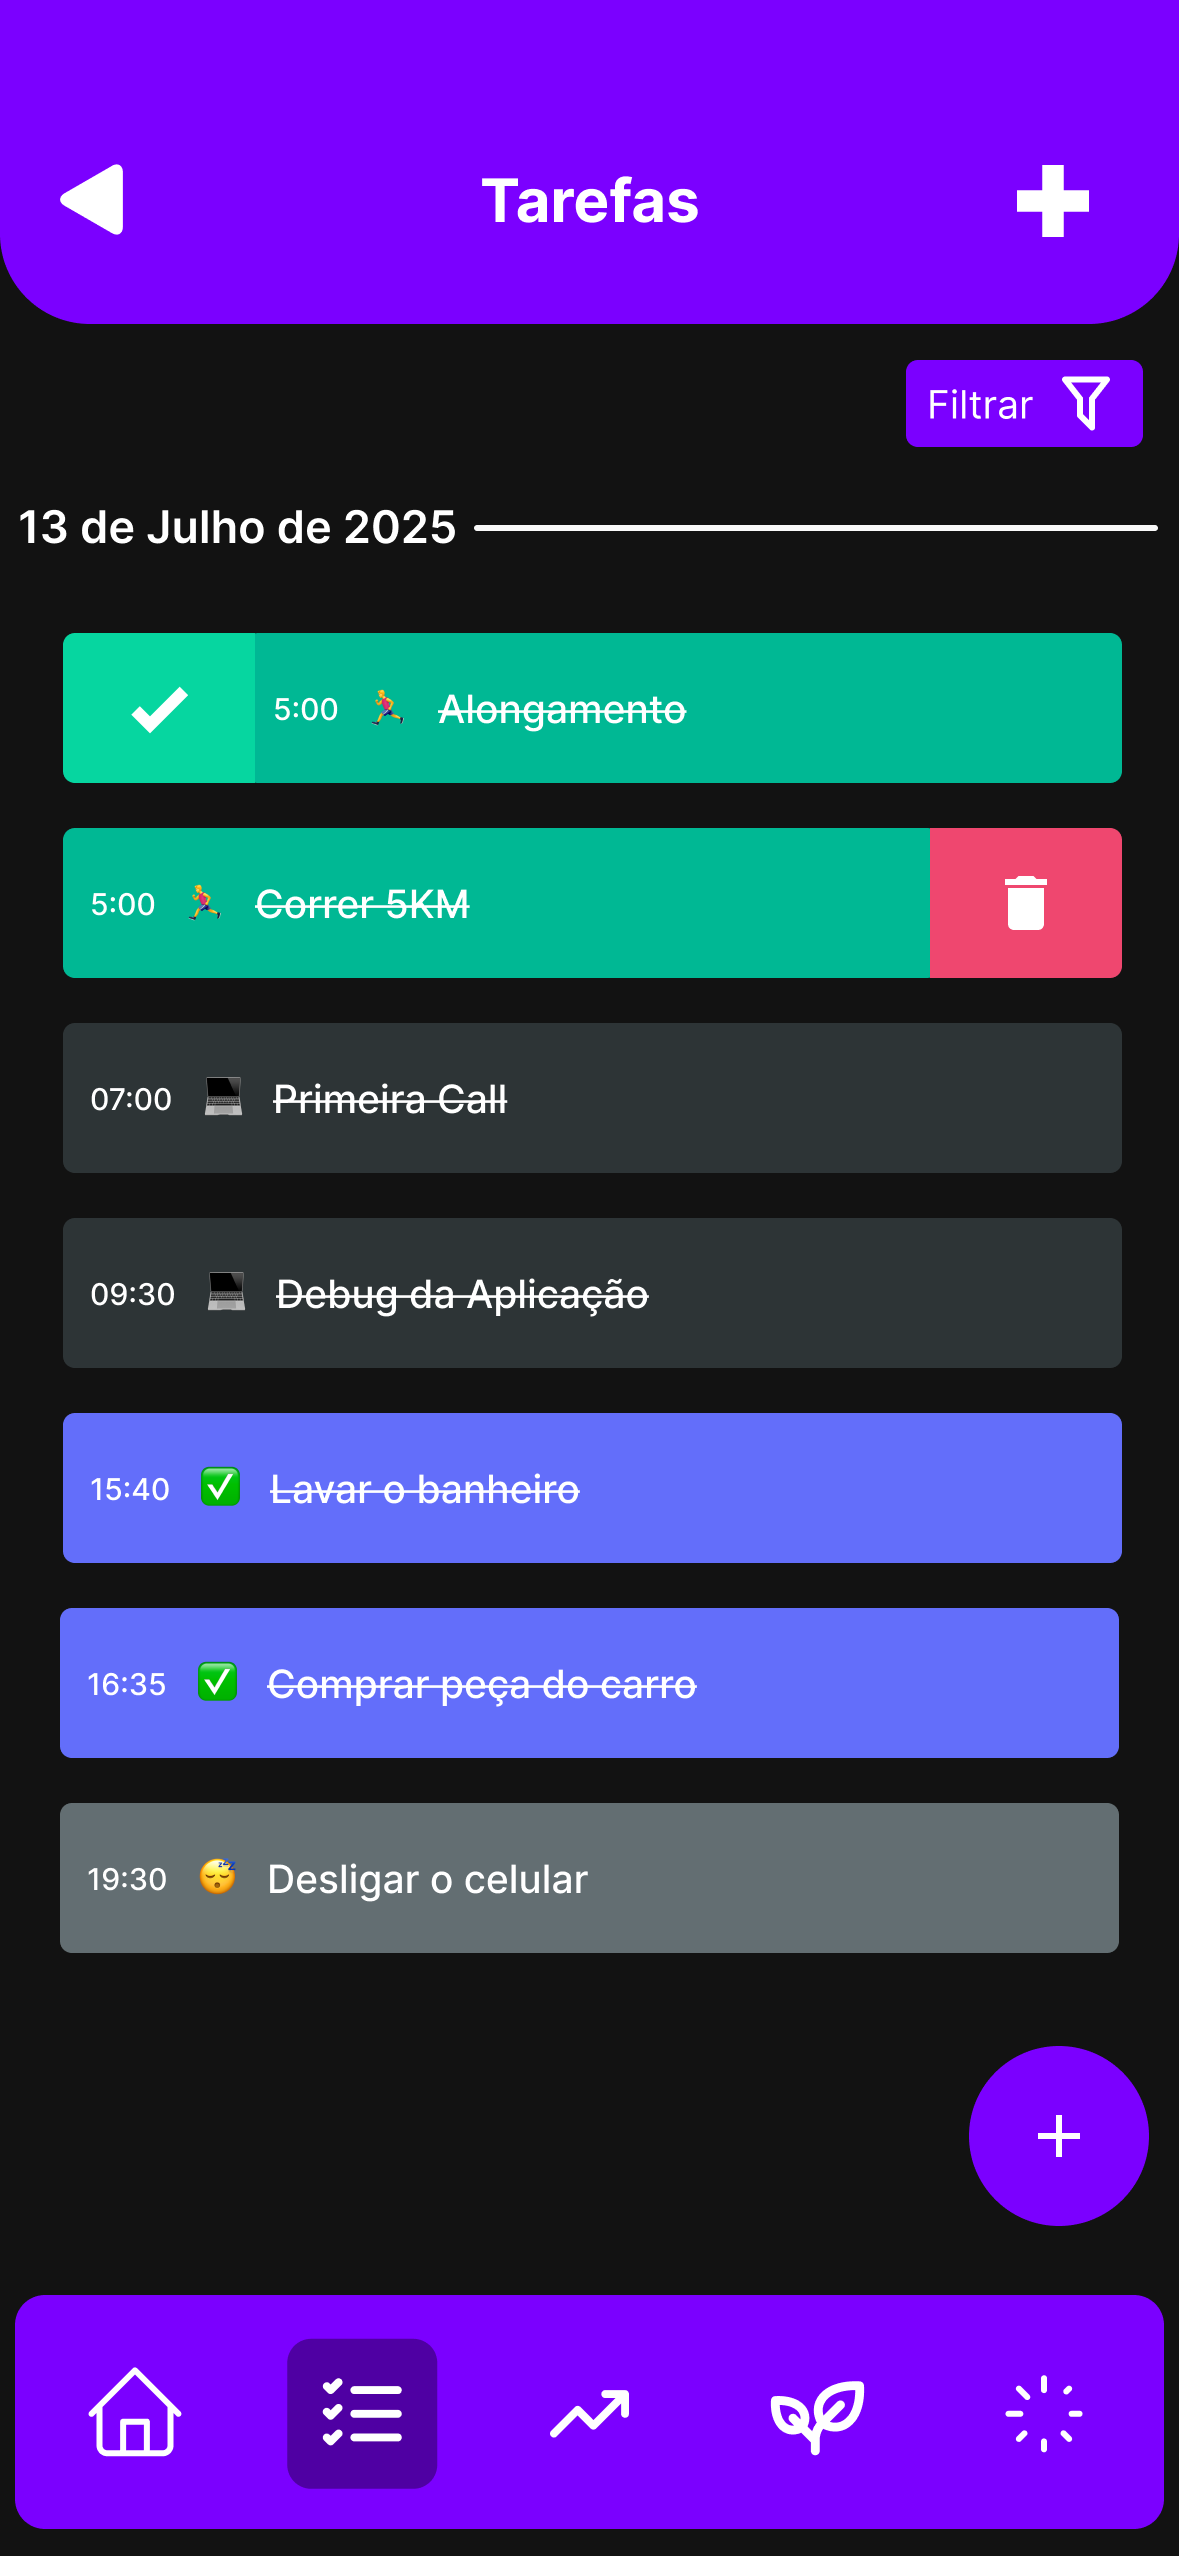 Tarefas
Filtrar
13 de Julho de 2025
5:00 Alongamento
5:00 Correr 5KM
07:00 Primeira Call
09:30 Debug da Aplicação
15:40 Lavar o banheiro
16:35 Comprar peça do carro
19:30 Desligar o celular